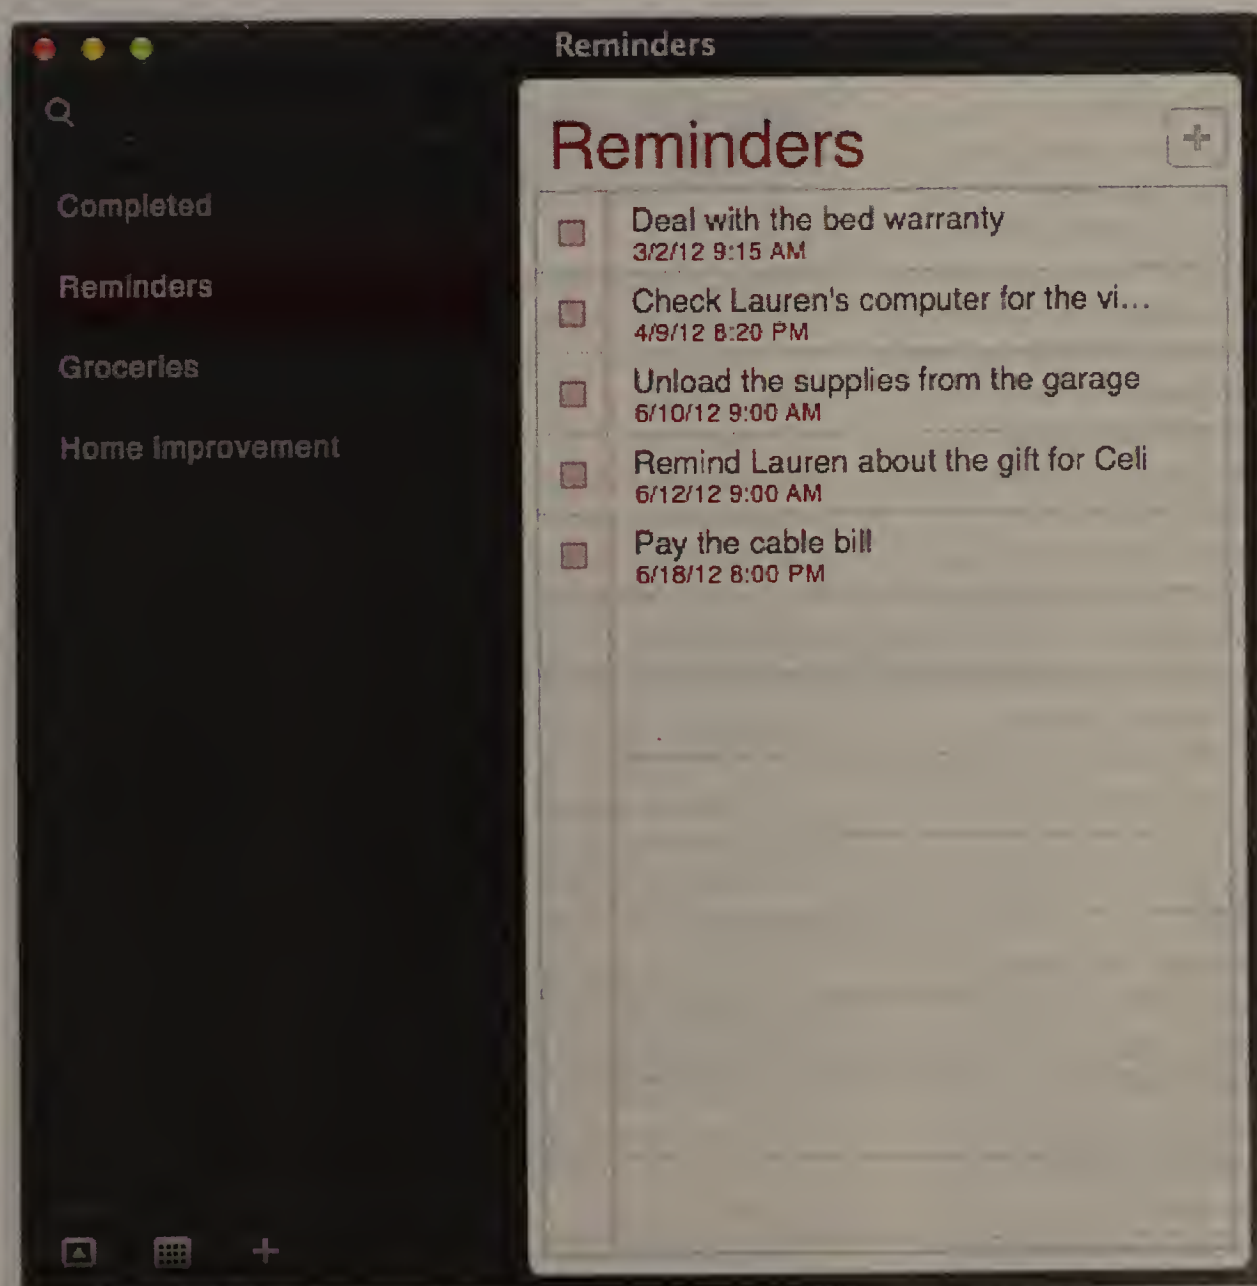 Reminders
Completed
Reminders
Groceries
Home Improvement
Reminders
Deal with the bed warranty
3/2/12 9:15 AM
Check Lauren's computer for the vi...
4/9/12 8:20 PM
Unload the supplies from the garage
6/10/12 9:00 AM
Remind Lauren about the gift for Celi
6/12/12 9:00 AM
Pay the cable bill
6/18/12 8:00 PM